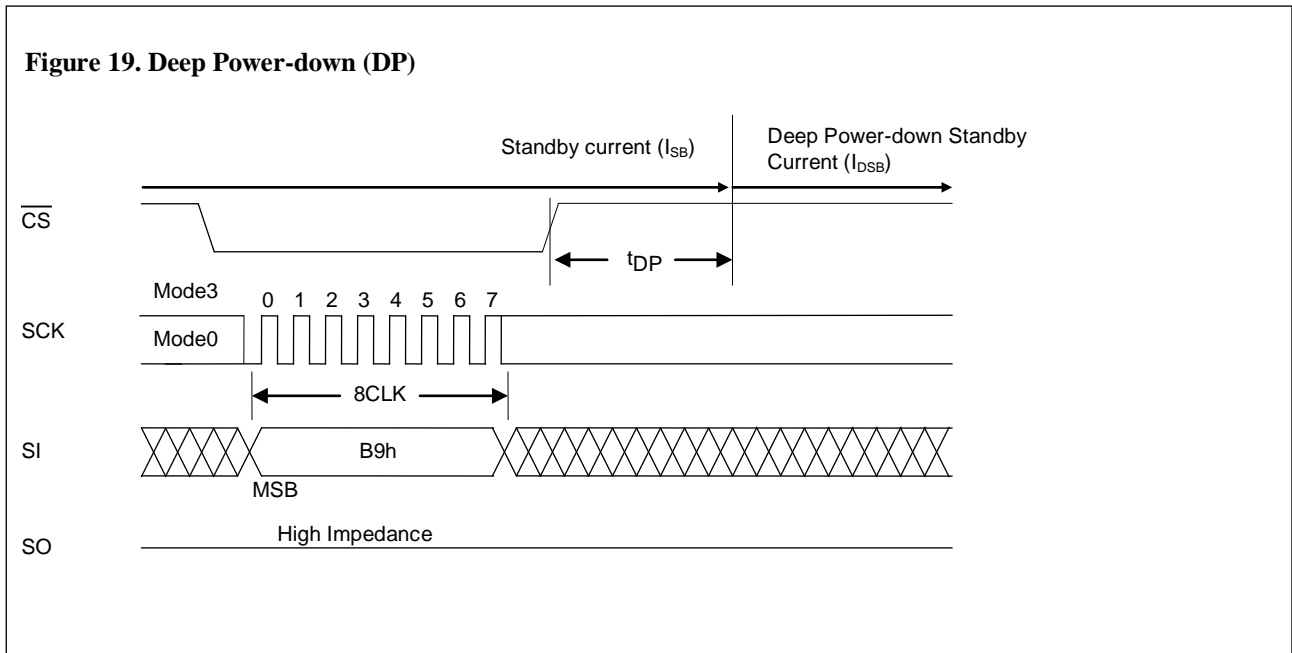 Figure 19. Deep Power-down (DP)
Standby current (ISB)
Deep Power-down Standby
Current (IDSB)
CS
tDP
Mode3
0 1 2 3 4 5 6 7
SCK
Mode0
8CLK
SI
B9h
MSB
High Impedance
SO